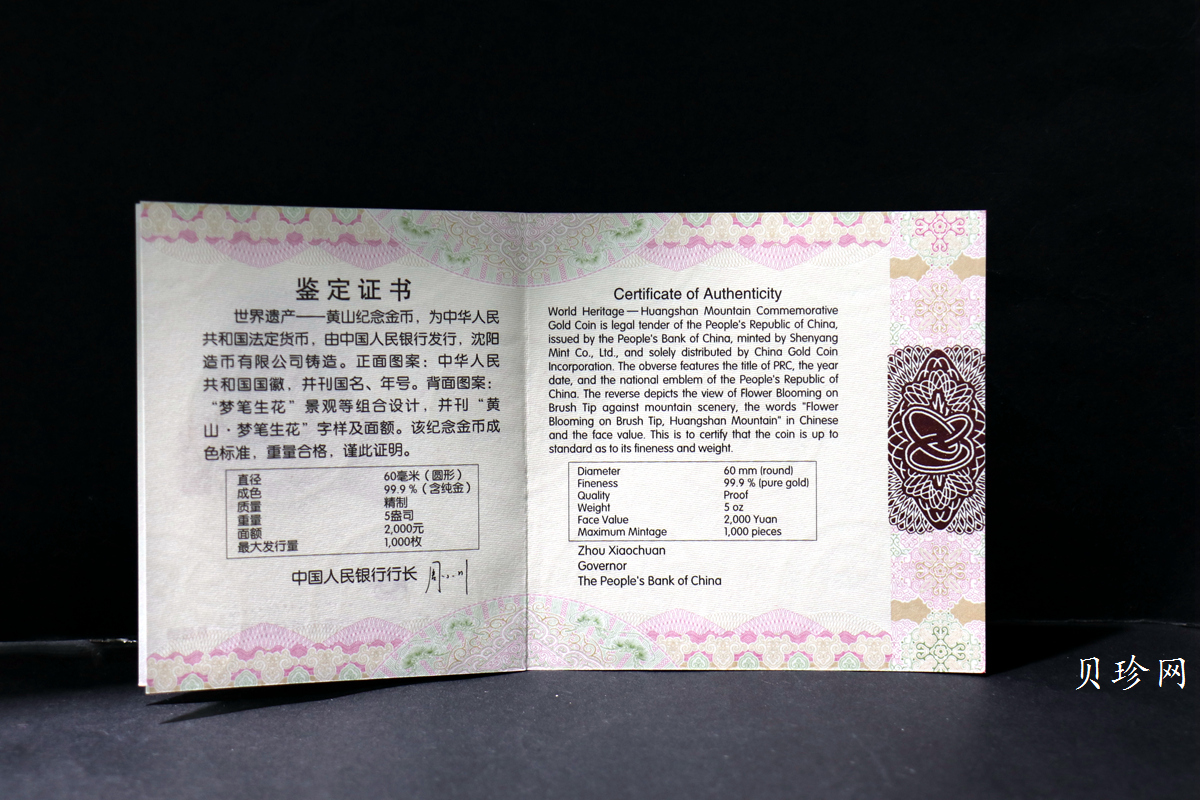 鉴定证书
世界遗产——黄山纪念金币，为中华人民
共和国法定货币，由中国人民银行发行，沈阳
造币有限公司铸造。正面图案：中华人民
共和国国徽，并刊国名、年号。背面图案：
“梦笔生花”景观等组合设计，并刊“黄
山·梦笔生花”字样及面额。该纪念金币成
色标准，重量合格，谨此证明。
直径 60毫米（圆形）
成色 99.9％（含纯金）
质量 精制
重量 5盎司
面额 2,000元
最大发行量 1,000枚
中国人民银行行长
Certificate of Authenticity
World Heritage — Huangshan Mountain Commemorative
Gold Coin is legal tender of the People's Republic of China,
issued by the People's Bank of China, minted by Shenyang
Mint Co., Ltd., and solely distributed by China Gold Coin
Incorporation. The obverse features the title of PRC, the year
date, and the national emblem of the People's Republic of
China. The reverse depicts the view of Flower Blooming on
Brush Tip against mountain scenery, the words "Flower
Blooming on Brush Tip, Huangshan Mountain" in Chinese
and the face value. This is to certify that the coin is up to
standard as to its fineness and weight.
Diameter 60 mm (round)
Fineness 99.9 % (pure gold)
Quality Proof
Weight 5 oz
Face Value 2,000 Yuan
Maximum Mintage 1,000 pieces
Zhou Xiaochuan
Governor
The People's Bank of China
贝珍网